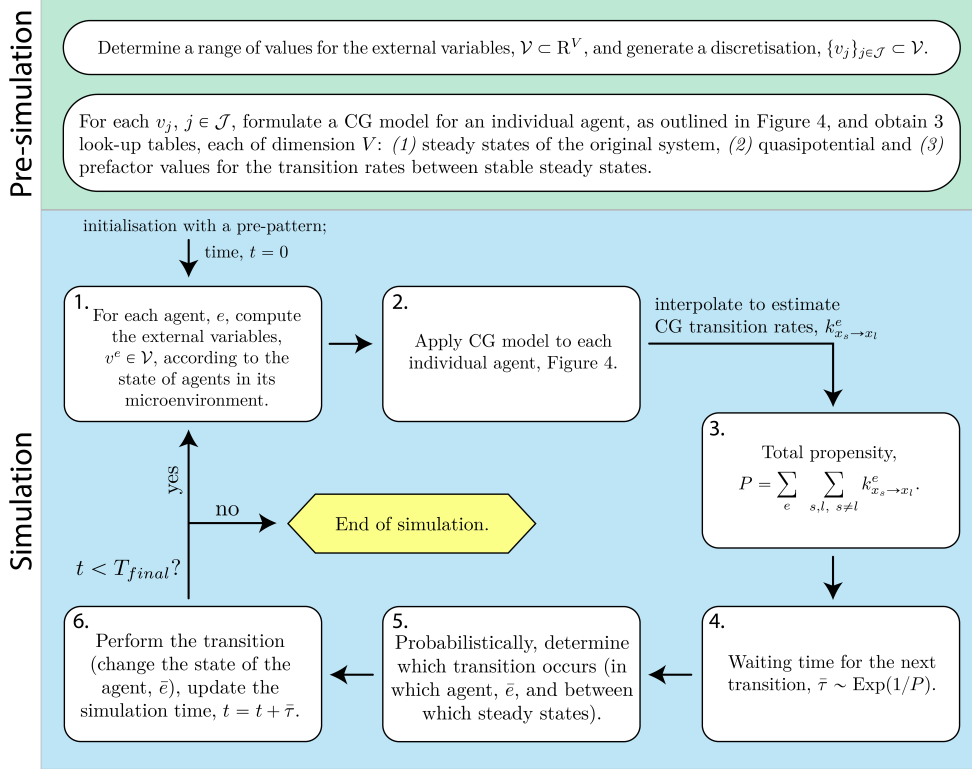 Pre-simulation
Determine a range of values for the external variables, 𝒱 ⊂ R^V, and generate a discretisation, {v_j}_{j∈𝒥} ⊂ 𝒱.
For each v_j, j ∈ 𝒥, formulate a CG model for an individual agent, as outlined in Figure 4, and obtain 3
look-up tables, each of dimension V: (1) steady states of the original system, (2) quasipotential and (3)
prefactor values for the transition rates between stable steady states.
Simulation
initialisation with a pre-pattern;
time, t = 0
1.
For each agent, e, compute
the external variables,
v^e ∈ 𝒱, according to the
state of agents in its
microenvironment.
2.
Apply CG model to each
individual agent, Figure 4.
interpolate to estimate
CG transition rates, k^e_{x_s→x_l}
3.
Total propensity,
P = ∑_e ∑_{s,l, s≠l} k^e_{x_s→x_l}.
4.
Waiting time for the next
transition, τ̄ ~ Exp(1/P).
5.
Probabilistically, determine
which transition occurs (in
which agent, ē, and between
which steady states).
6.
Perform the transition
(change the state of the
agent, ē), update the
simulation time, t = t + τ̄.
t < T_{final}?
yes
no
End of simulation.